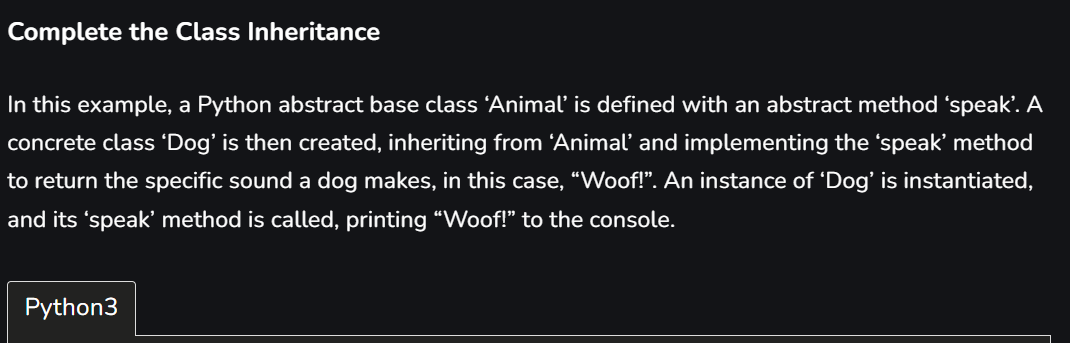 Complete the Class Inheritance
In this example, a Python abstract base class ‘Animal’ is defined with an abstract method ‘speak’. A
concrete class ‘Dog’ is then created, inheriting from ‘Animal’ and implementing the ‘speak’ method
to return the specific sound a dog makes, in this case, “Woof!”. An instance of ‘Dog’ is instantiated,
and its ‘speak’ method is called, printing “Woof!” to the console.
Python3